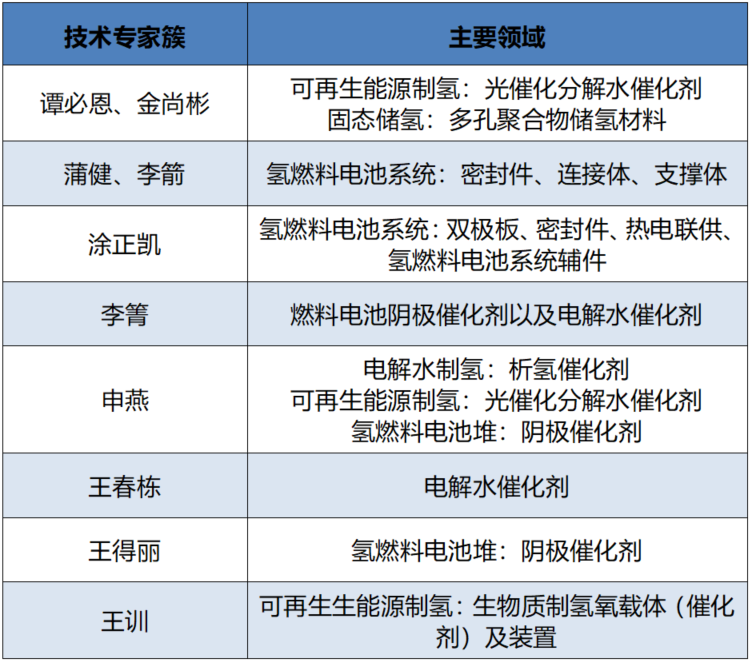 技术专家簇 主要领域
谭必恩、金尚彬 可再生能源制氢：光催化分解水催化剂
固态储氢：多孔聚合物储氢材料
蒲健、李箭 氢燃料电池系统：密封件、连接体、支撑体
涂正凯 氢燃料电池系统：双极板、密封件、热电联供、
氢燃料电池系统辅件
李箐 燃料电池阴极催化剂以及电解水催化剂
申燕 电解水制氢：析氢催化剂
可再生能源制氢：光催化分解水催化剂
氢燃料电池堆：阴极催化剂
王春栋 电解水催化剂
王得丽 氢燃料电池堆：阴极催化剂
王训 可再生生能源制氢：生物质制氢氧载体（催化
剂）及装置